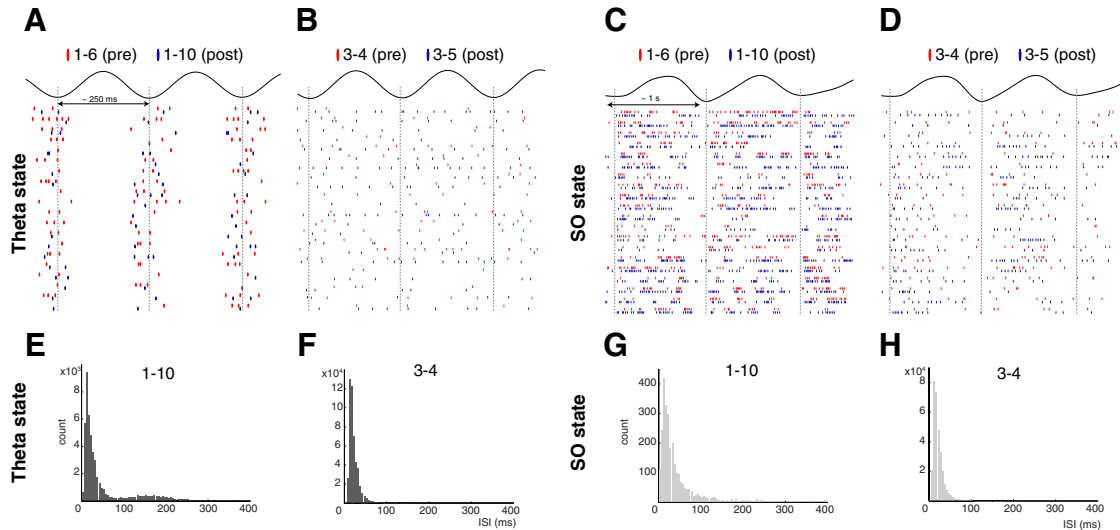 A
B
C
D
1-6 (pre) 1-10 (post)
3-4 (pre) 3-5 (post)
1-6 (pre) 1-10 (post)
3-4 (pre) 3-5 (post)
~ 250 ms
~ 1 s
Theta state
SO state
E
F
G
H
1-10
3-4
1-10
3-4
Theta state
x10³
8
6
4
2
count
0 100 200 300 400
x10⁴
12
10
8
6
4
2
0 100 200 300 400
ISI (ms)
SO state
400
300
200
100
count
0 100 200 300 400
x10⁴
8
6
4
2
0 100 200 300 400
ISI (ms)